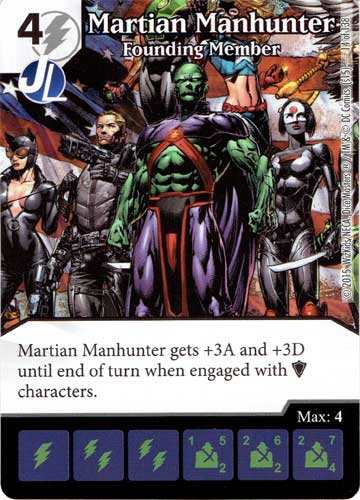 4
Martian Manhunter
Founding Member
JL
Martian Manhunter gets +3A and +3D
until end of turn when engaged with
characters.
Max: 4
1 5
2
2 6
2
2 7
4